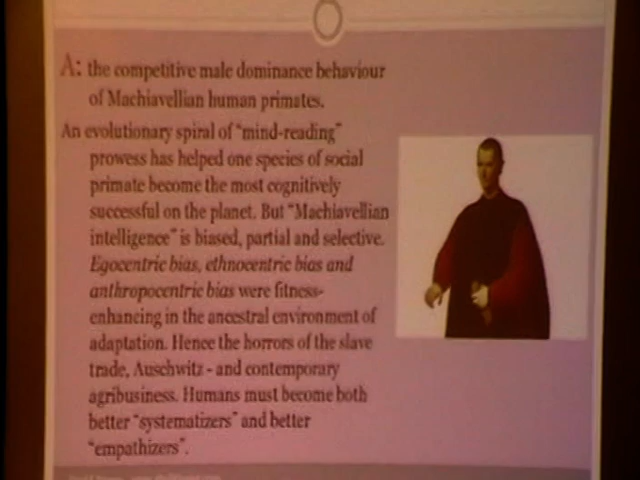 A: the competitive male dominance behaviour
of Machiavellian human primates.
An evolutionary spiral of "mind-reading"
prowess has helped one species of social
primate become the most cognitively
successful on the planet. But "Machiavellian
intelligence" is biased, partial and selective.
Egocentric bias, ethnocentric bias and
anthropocentric bias were fitness-
enhancing in the ancestral environment of
adaptation. Hence the horrors of the slave
trade, Auschwitz - and contemporary
agribusiness. Humans must become both
better "systematizers" and better
"empathizers".